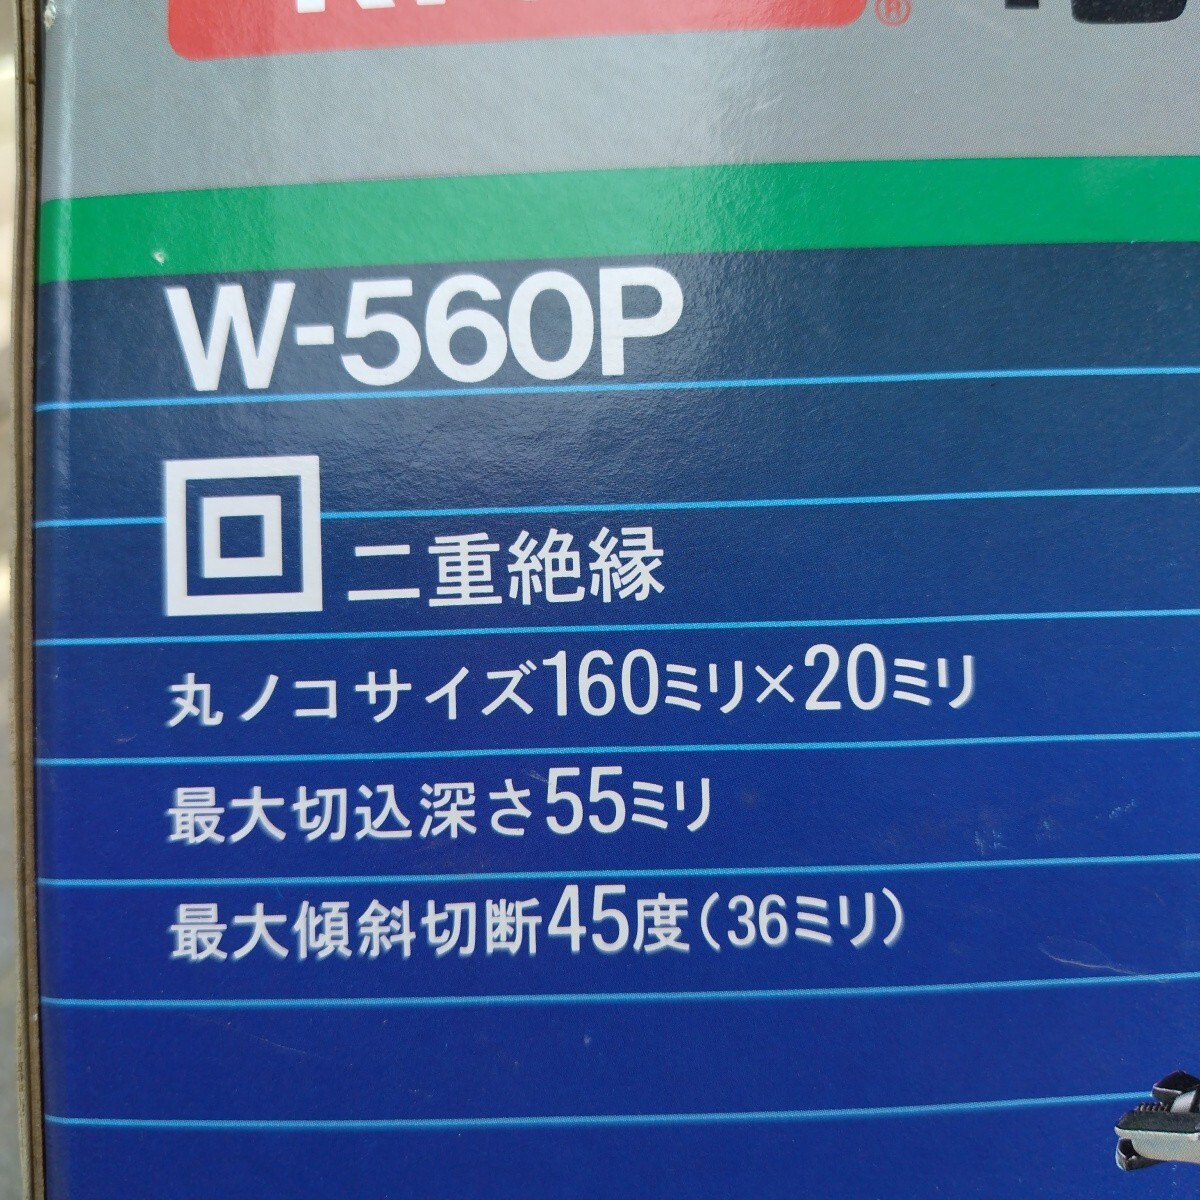 ®
W-560P
二重絶縁
丸ノコサイズ160ミリ×20ミリ
最大切込深さ55ミリ
最大傾斜切断45度(36ミリ)